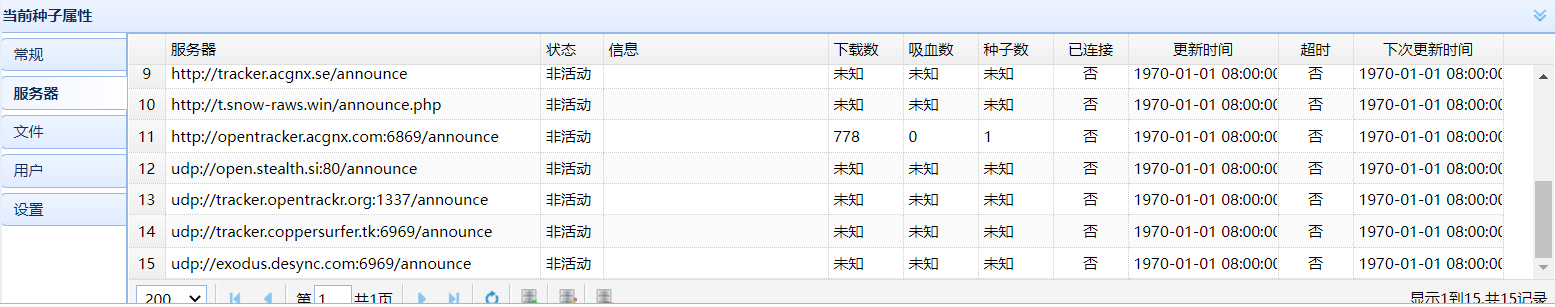 当前种子属性
常规
服务器
文件
用户
设置
服务器 状态 信息 下载数 吸血数 种子数 已连接 更新时间 超时 下次更新时间
9 http://tracker.acgnx.se/announce 非活动 未知 未知 未知 否 1970-01-01 08:00:00 否 1970-01-01 08:00:00
10 http://t.snow-raws.win/announce.php 非活动 未知 未知 未知 否 1970-01-01 08:00:00 否 1970-01-01 08:00:00
11 http://opentracker.acgnx.com:6869/announce 非活动 778 0 1 否 1970-01-01 08:00:00 否 1970-01-01 08:00:00
12 udp://open.stealth.si:80/announce 非活动 未知 未知 未知 否 1970-01-01 08:00:00 否 1970-01-01 08:00:00
13 udp://tracker.opentrackr.org:1337/announce 非活动 未知 未知 未知 否 1970-01-01 08:00:00 否 1970-01-01 08:00:00
14 udp://tracker.coppersurfer.tk:6969/announce 非活动 未知 未知 未知 否 1970-01-01 08:00:00 否 1970-01-01 08:00:00
15 udp://exodus.desync.com:6969/announce 非活动 未知 未知 未知 否 1970-01-01 08:00:00 否 1970-01-01 08:00:00
200 第 1 共1页 显示1到15,共15记录